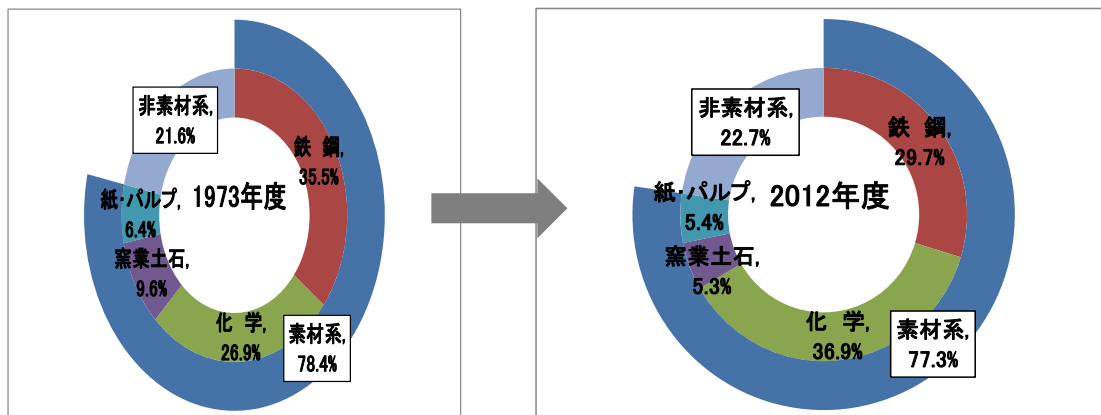 非素材系,
21.6%
鉄 鋼,
35.5%
紙・パルプ,
6.4%
1973年度
窯業土石,
9.6%
化 学,
26.9%
素材系,
78.4%
非素材系,
22.7%
鉄 鋼,
29.7%
紙・パルプ,
5.4%
2012年度
窯業土石,
5.3%
化 学,
36.9%
素材系,
77.3%